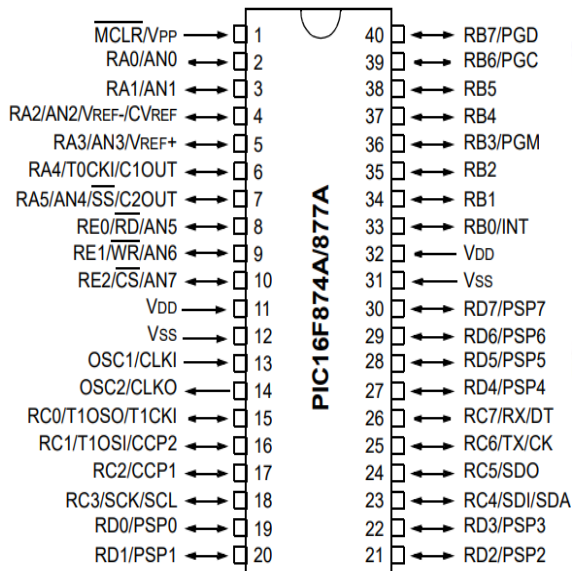 MCLR/VPP 1 40 RB7/PGD
RA0/AN0 2 39 RB6/PGC
RA1/AN1 3 38 RB5
RA2/AN2/VREF-/CVREF 4 37 RB4
RA3/AN3/VREF+ 5 36 RB3/PGM
RA4/T0CKI/C1OUT 6 35 RB2
RA5/AN4/SS/C2OUT 7 34 RB1
RE0/RD/AN5 8 33 RB0/INT
RE1/WR/AN6 9 32 VDD
RE2/CS/AN7 10 31 VSS
VDD 11 30 RD7/PSP7
VSS 12 29 RD6/PSP6
OSC1/CLKI 13 28 RD5/PSP5
OSC2/CLKO 14 27 RD4/PSP4
RC0/T1OSO/T1CKI 15 26 RC7/RX/DT
RC1/T1OSI/CCP2 16 25 RC6/TX/CK
RC2/CCP1 17 24 RC5/SDO
RC3/SCK/SCL 18 23 RC4/SDI/SDA
RD0/PSP0 19 22 RD3/PSP3
RD1/PSP1 20 21 RD2/PSP2
PIC16F874A/877A